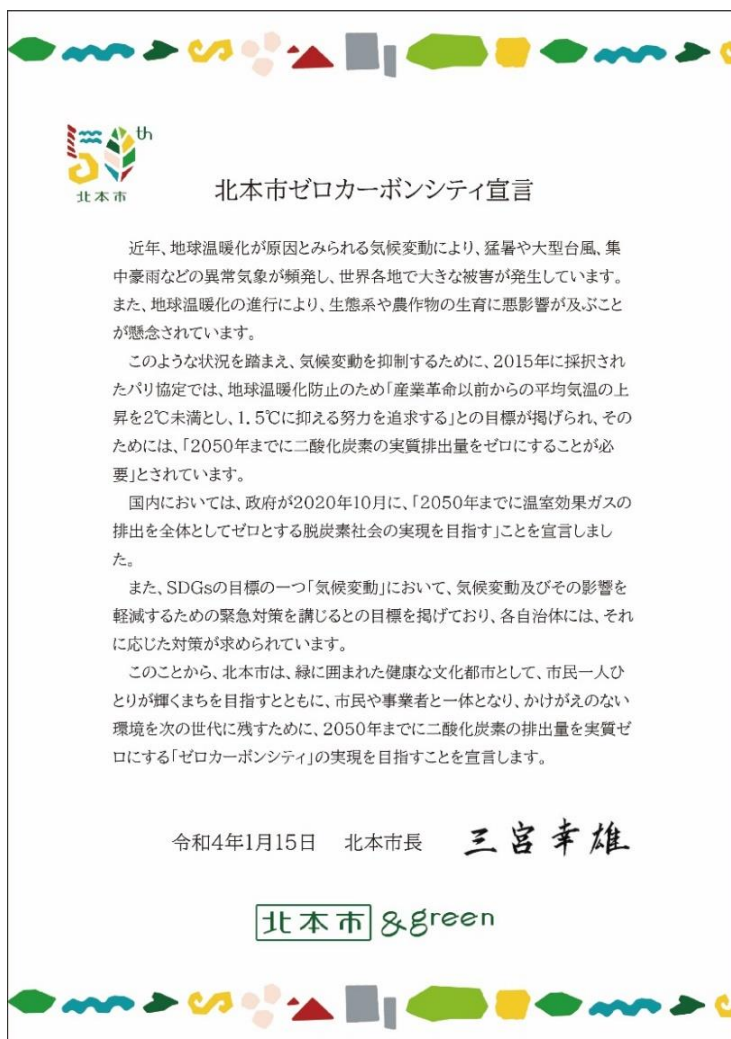 50th
北本市
北本市ゼロカーボンシティ宣言
近年、地球温暖化が原因とみられる気候変動により、猛暑や大型台風、集
中豪雨などの異常気象が頻発し、世界各地で大きな被害が発生しています。
また、地球温暖化の進行により、生態系や農作物の生育に悪影響が及ぶこと
が懸念されています。
このような状況を踏まえ、気候変動を抑制するために、2015年に採択され
たパリ協定では、地球温暖化防止のため「産業革命以前からの平均気温の上
昇を2℃未満とし、1.5℃に抑える努力を追求する」との目標が掲げられ、その
ためには、「2050年までに二酸化炭素の実質排出量をゼロにすることが必
要」とされています。
国内においては、政府が2020年10月に、「2050年までに温室効果ガスの
排出を全体としてゼロとする脱炭素社会の実現を目指す」ことを宣言しまし
た。
また、SDGsの目標の一つ「気候変動」において、気候変動及びその影響を
軽減するための緊急対策を講じるとの目標を掲げており、各自治体には、それ
に応じた対策が求められています。
このことから、北本市は、緑に囲まれた健康な文化都市として、市民一人ひ
とりが輝くまちを目指すとともに、市民や事業者と一体となり、かけがえのない
環境を次の世代に残すために、2050年までに二酸化炭素の排出量を実質ゼ
ロにする「ゼロカーボンシティ」の実現を目指すことを宣言します。
令和4年1月15日 北本市長 三宮幸雄
北本市 &green